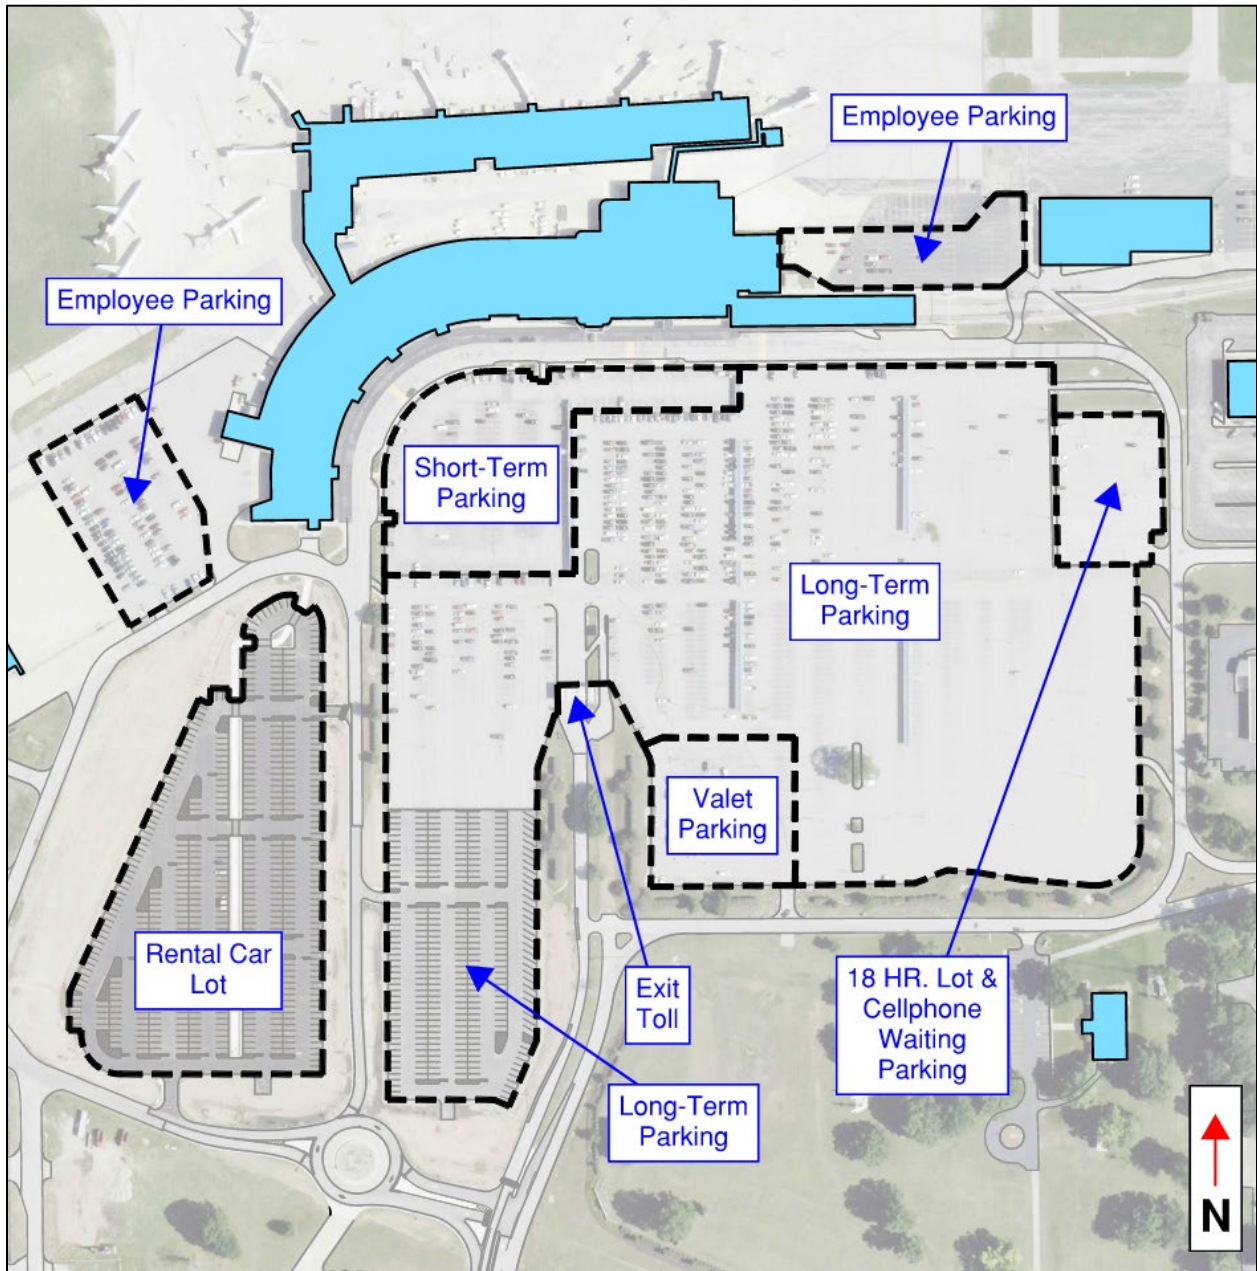 Employee Parking
Employee Parking
Short-Term
Parking
Long-Term
Parking
Valet
Parking
Rental Car
Lot
Exit
Toll
18 HR. Lot &
Cellphone
Waiting
Parking
Long-Term
Parking
N